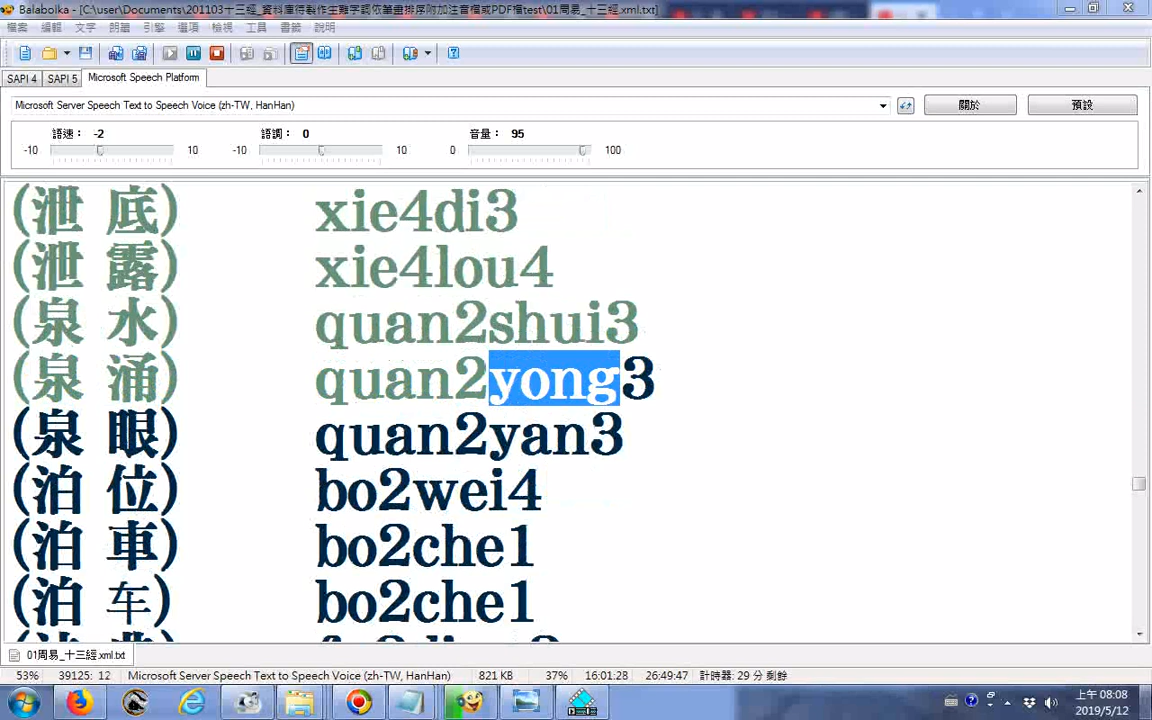 Balabolka - [C:\user\Documents\201103十三經_資料庫待製作生難字詞依筆畫排序附加注音檔或PDF檔test\01周易_十三經.xml.txt]
檔案 編輯 文字 朗讀 引擎 選項 檢視 工具 首頁 書籤 說明
SAPI 4 SAPI 5 Microsoft Speech Platform
Microsoft Server Speech Text to Speech Voice (zh-TW, HanHan) 關於 預設
語速： -2 語調： 0 音量： 95
-10 10 -10 10 0 100
(泄 底) xie4di3
(泄 露) xie4lou4
(泉 水) quan2shui3
(泉 涌) quan2yong3
(泉 眼) quan2yan3
(泊 位) bo2wei4
(泊 車) bo2che1
(泊 车) bo2che1
01周易_十三經.xml.txt
53% 39125: 12 Microsoft Server Speech Text to Speech Voice (zh-TW, HanHan) 821 KB 37% 16:01:28 26:49:47 計時器: 29 分 剩餘
上午 08:08
2019/5/12